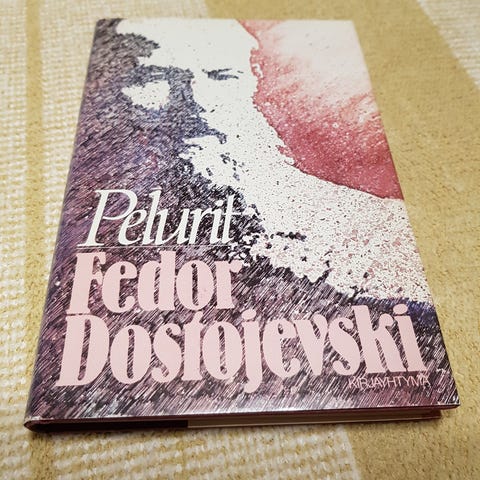 Pelurit
Fedor
Dostojevski
KIRJAYHTYMÄ